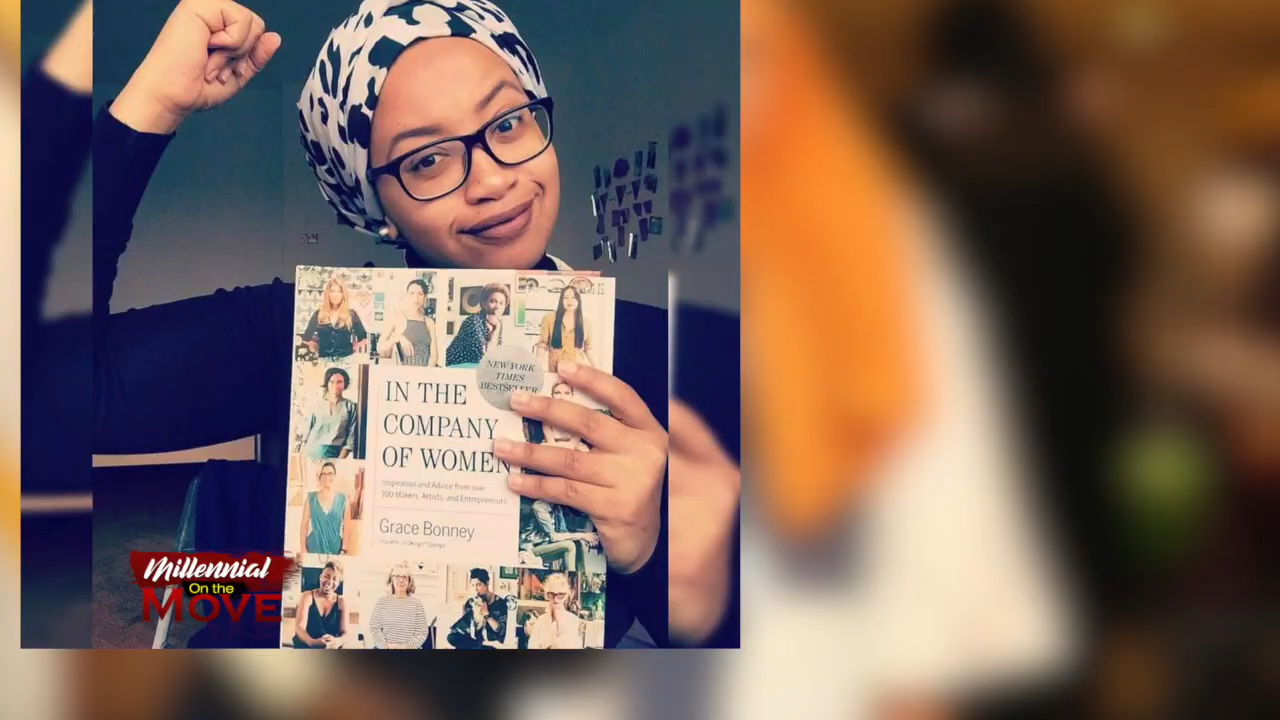 NEW YORK
TIMES
BESTSELLER
IN THE
COMPANY
OF WOMEN
Inspiration and Advice from over
100 Makers, Artists, and Entrepreneurs
Grace Bonney
Millennial
On the
MOVE